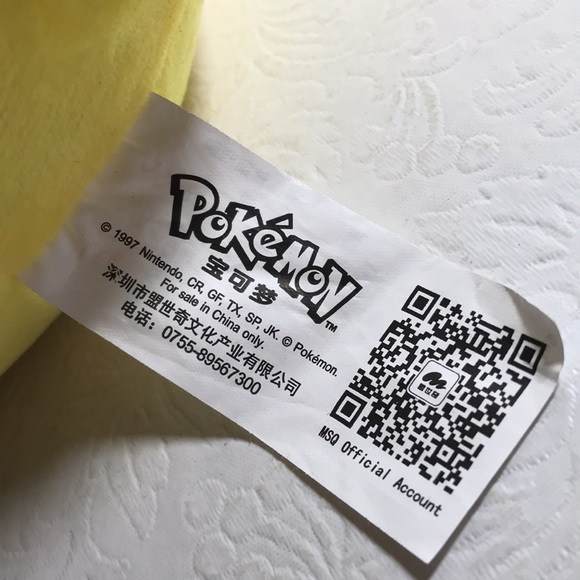 POKéMON™
宝可梦
© 1997 Nintendo, CR, GF, TX, SP, JK. © Pokémon.
For sale in China only.
深圳市盟世奇文化产业有限公司
电话：0755-89567300
MSQ Official Account